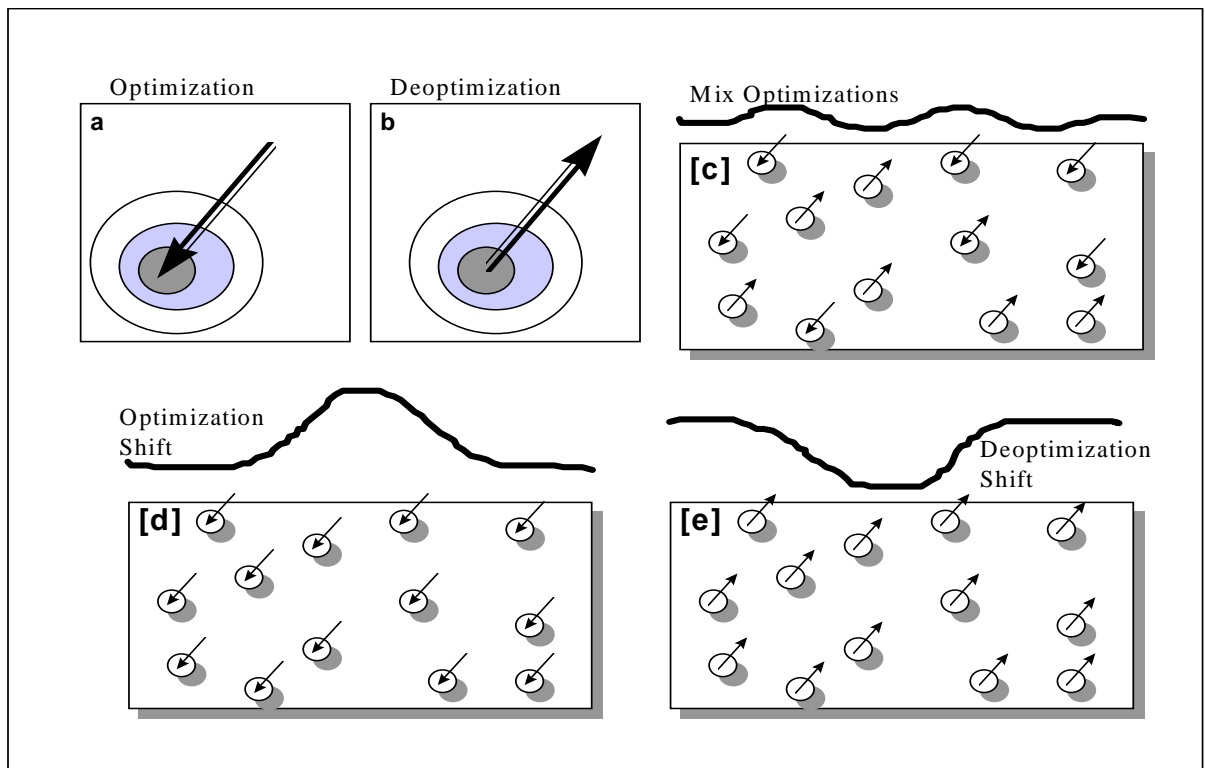 Optimization
a
Deoptimization
b
Mix Optimizations
[c]
Optimization
Shift
[d]
Deoptimization
Shift
[e]